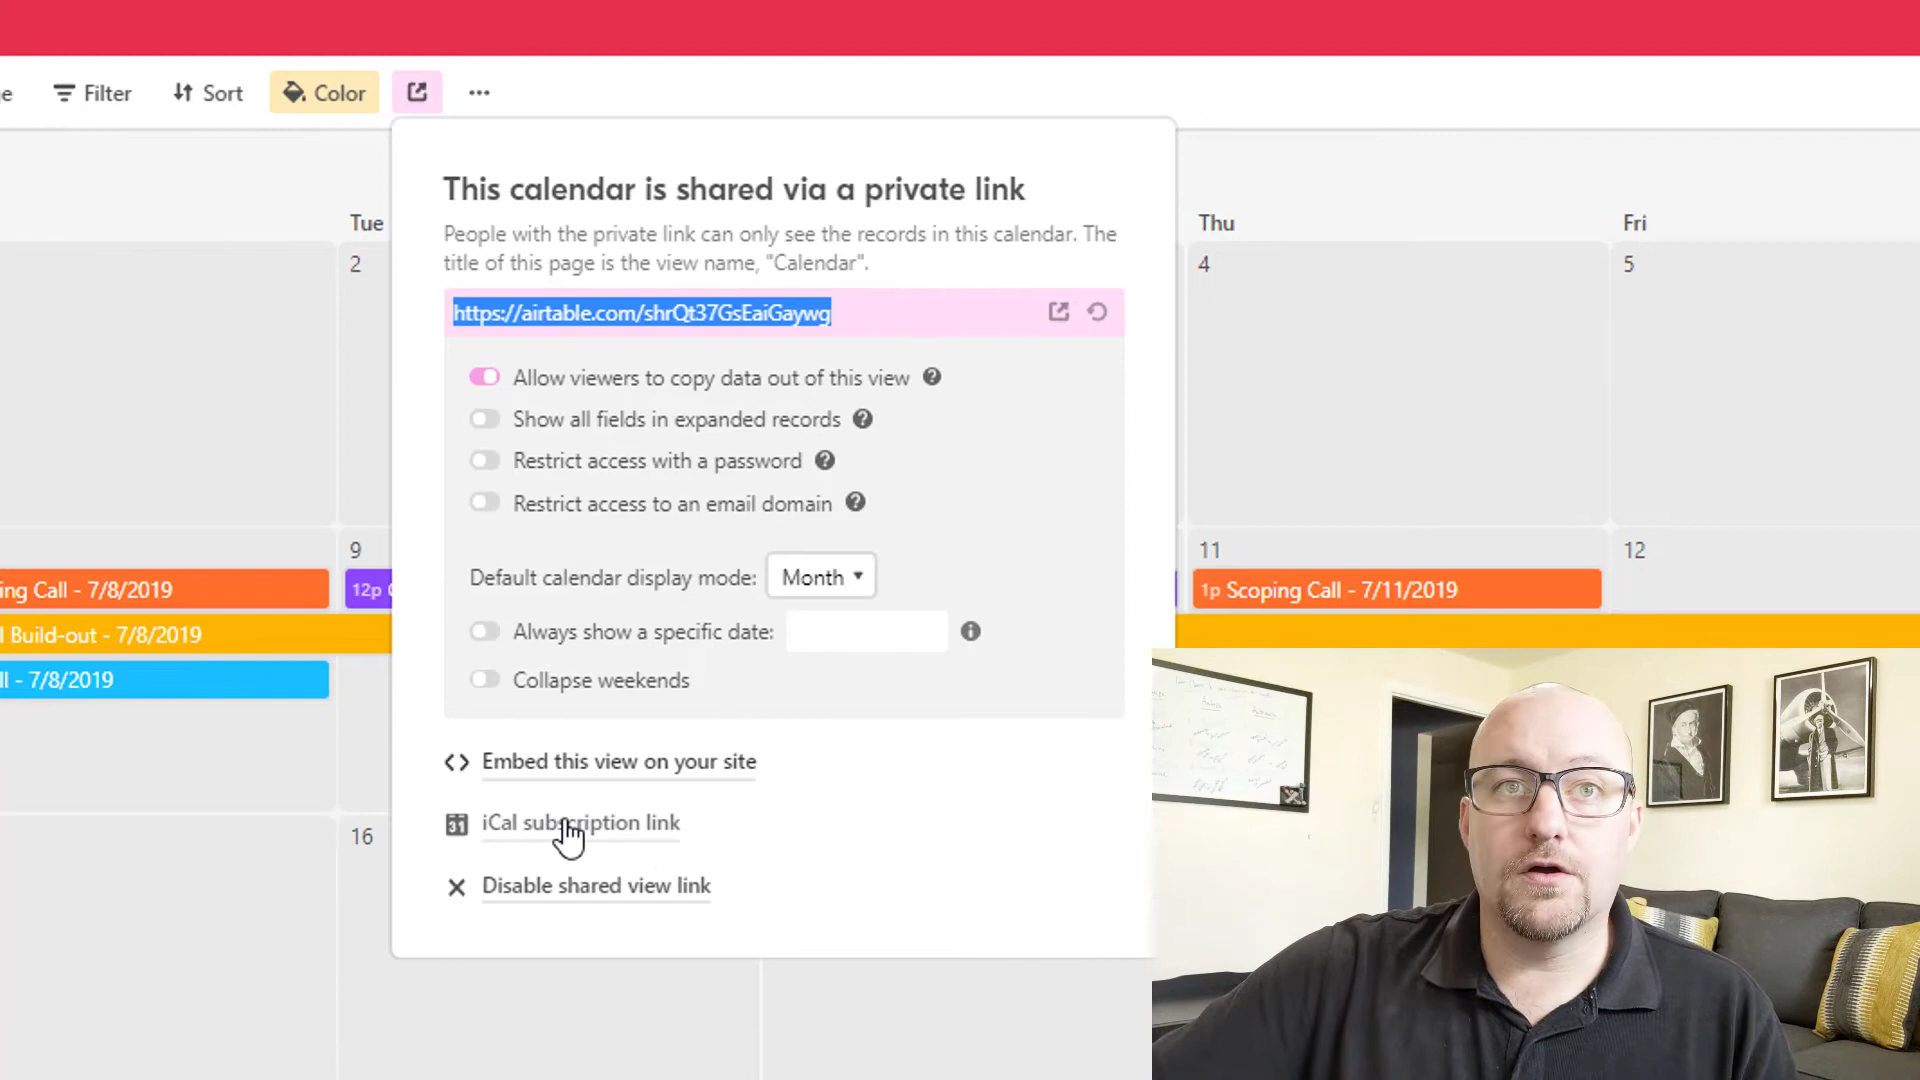 e
Filter
Sort
Color
This calendar is shared via a private link
People with the private link can only see the records in this calendar. The
title of this page is the view name, "Calendar".
https://airtable.com/shrQt37GsEaiGaywg
Allow viewers to copy data out of this view
Show all fields in expanded records
Restrict access with a password
Restrict access to an email domain
Default calendar display mode: Month
Always show a specific date:
Collapse weekends
Embed this view on your site
31 iCal subscription link
Disable shared view link
Tue
Thu
Fri
2
4
5
9
11
12
ing Call - 7/8/2019
12p
1p Scoping Call - 7/11/2019
l Build-out - 7/8/2019
ll - 7/8/2019
16